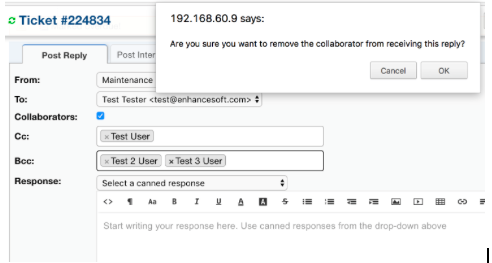 Ticket #224834
192.168.60.9 says:
Are you sure you want to remove the collaborator from receiving this reply?
Cancel OK
Post Reply Post Inter
From: Maintenance
To: Test Tester <test@enhancesoft.com>
Collaborators:
Cc: × Test User
Bcc: × Test 2 User × Test 3 User
Response: Select a canned response
<> ¶ Aa B I U A A S
Start writing your response here. Use canned responses from the drop-down above